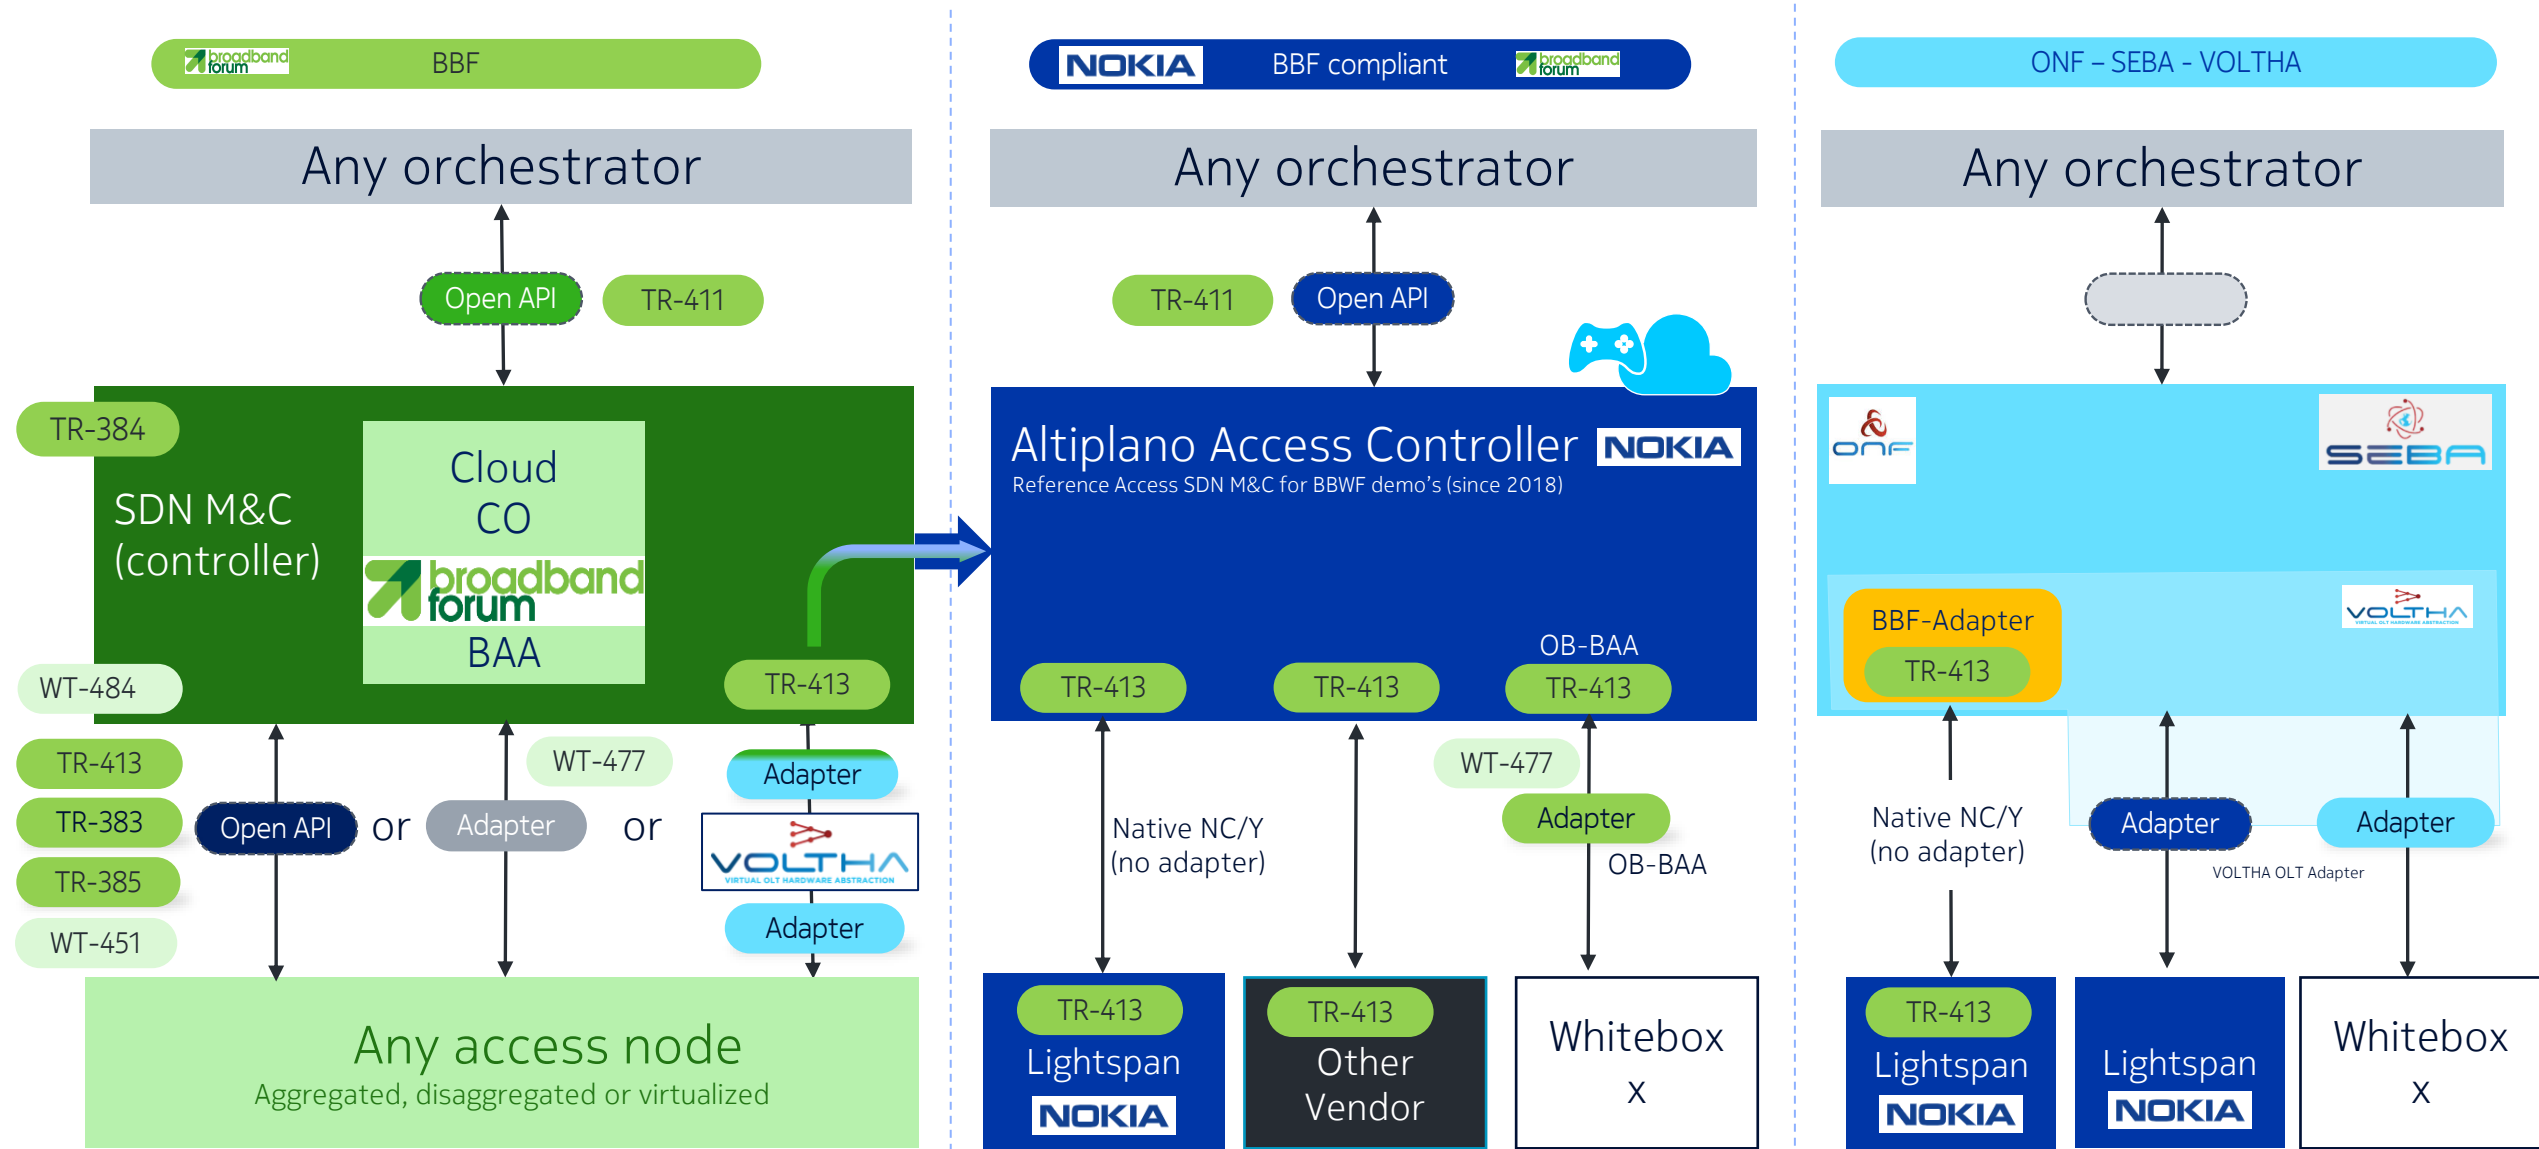 broadband
forum
BBF
Any orchestrator
Open API
TR-411
TR-384
SDN M&C
(controller)
Cloud
CO
broadband
forum
BAA
WT-484
TR-413
TR-413
TR-383
TR-385
WT-451
Open API
or
WT-477
Adapter
or
Adapter
VOLTHA
VIRTUAL OLT HARDWARE ABSTRACTION
Adapter
Any access node
Aggregated, disaggregated or virtualized
NOKIA
BBF compliant
broadband
forum
Any orchestrator
TR-411
Open API
Altiplano Access Controller
NOKIA
Reference Access SDN M&C for BBWF demo's (since 2018)
OB-BAA
TR-413
TR-413
TR-413
WT-477
Native NC/Y
(no adapter)
Adapter
OB-BAA
TR-413
Lightspan
NOKIA
TR-413
Other
Vendor
Whitebox
x
ONF – SEBA - VOLTHA
Any orchestrator
ONF
SEBA
BBF-Adapter
TR-413
VOLTHA
VIRTUAL OLT HARDWARE ABSTRACTION
Native NC/Y
(no adapter)
Adapter
Adapter
VOLTHA OLT Adapter
TR-413
Lightspan
NOKIA
Lightspan
NOKIA
Whitebox
x